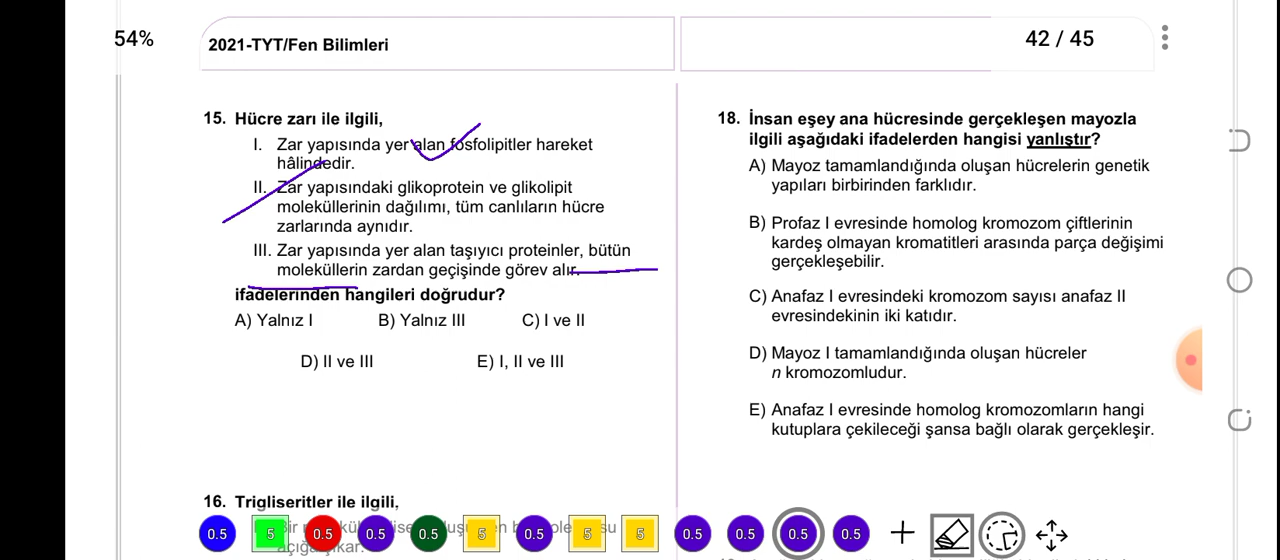 54%
2021-TYT/Fen Bilimleri
42 / 45
15. Hücre zarı ile ilgili,
I. Zar yapısında yer alan fosfolipitler hareket
hâlindedir.
II. Zar yapısındaki glikoprotein ve glikolipit
moleküllerinin dağılımı, tüm canlıların hücre
zarlarında aynıdır.
III. Zar yapısında yer alan taşıyıcı proteinler, bütün
moleküllerin zardan geçişinde görev alır.
ifadelerinden hangileri doğrudur?
A) Yalnız I B) Yalnız III C) I ve II
D) II ve III E) I, II ve III
16. Trigliseritler ile ilgili,
açığa çıkar.
18. İnsan eşey ana hücresinde gerçekleşen mayozla
ilgili aşağıdaki ifadelerden hangisi yanlıştır?
A) Mayoz tamamlandığında oluşan hücrelerin genetik
yapıları birbirinden farklıdır.
B) Profaz I evresinde homolog kromozom çiftlerinin
kardeş olmayan kromatitleri arasında parça değişimi
gerçekleşebilir.
C) Anafaz I evresindeki kromozom sayısı anafaz II
evresindekinin iki katıdır.
D) Mayoz I tamamlandığında oluşan hücreler
n kromozomludur.
E) Anafaz I evresinde homolog kromozomların hangi
kutuplara çekileceği şansa bağlı olarak gerçekleşir.
0.5 5 0.5 0.5 0.5 5 0.5 5 5 0.5 0.5 0.5 0.5